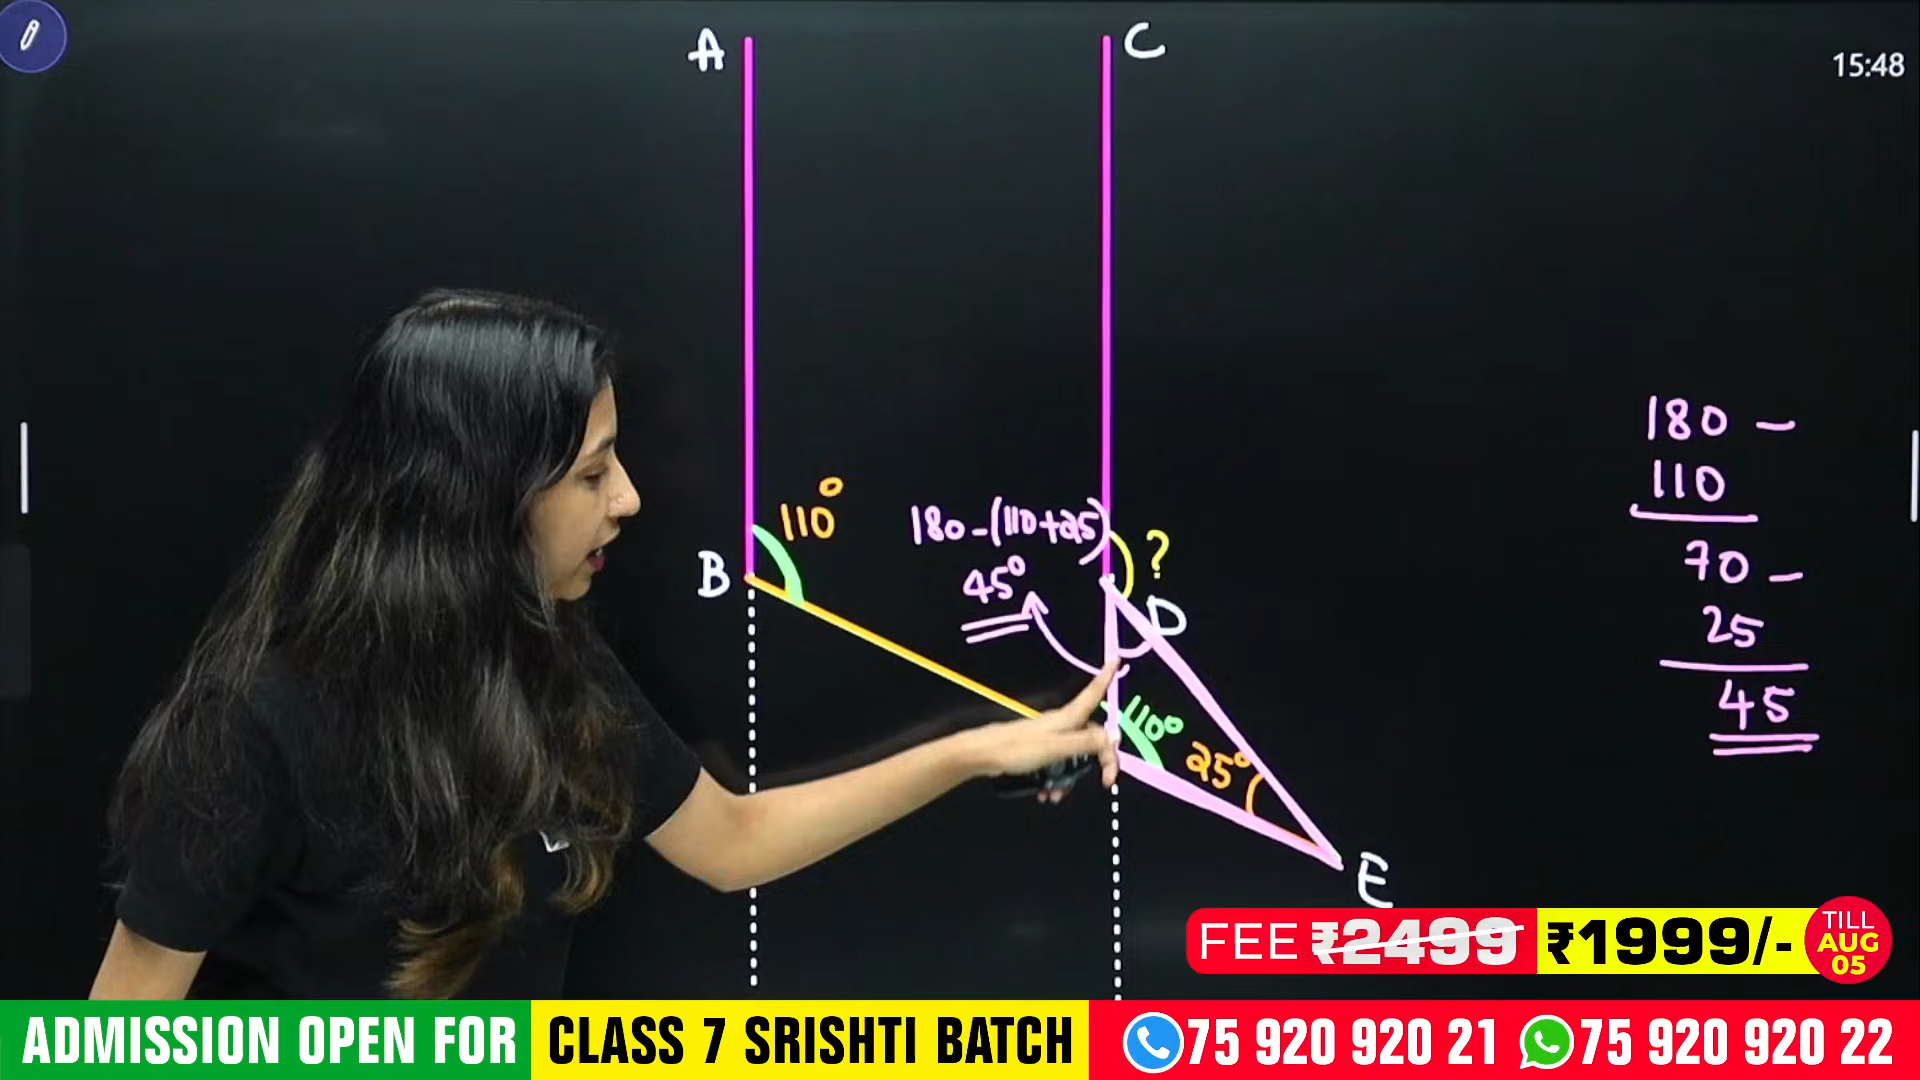 A
C
15:48
180 -
110
110°
180-(110+25)
?
B
45°
70 -
D
25
110°
45
25°
E
FEE ₹2499 ₹1999/-
TILL
AUG
05
ADMISSION OPEN FOR CLASS 7 SRISHTI BATCH 75 920 920 21 75 920 920 22